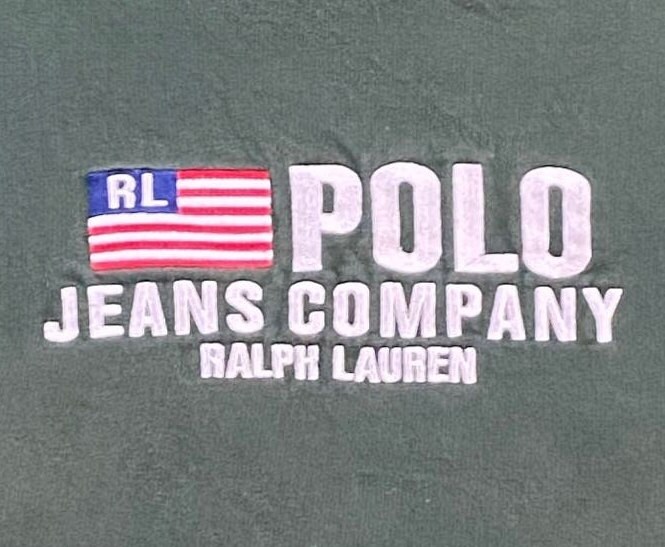 RL POLO
JEANS COMPANY
RALPH LAUREN